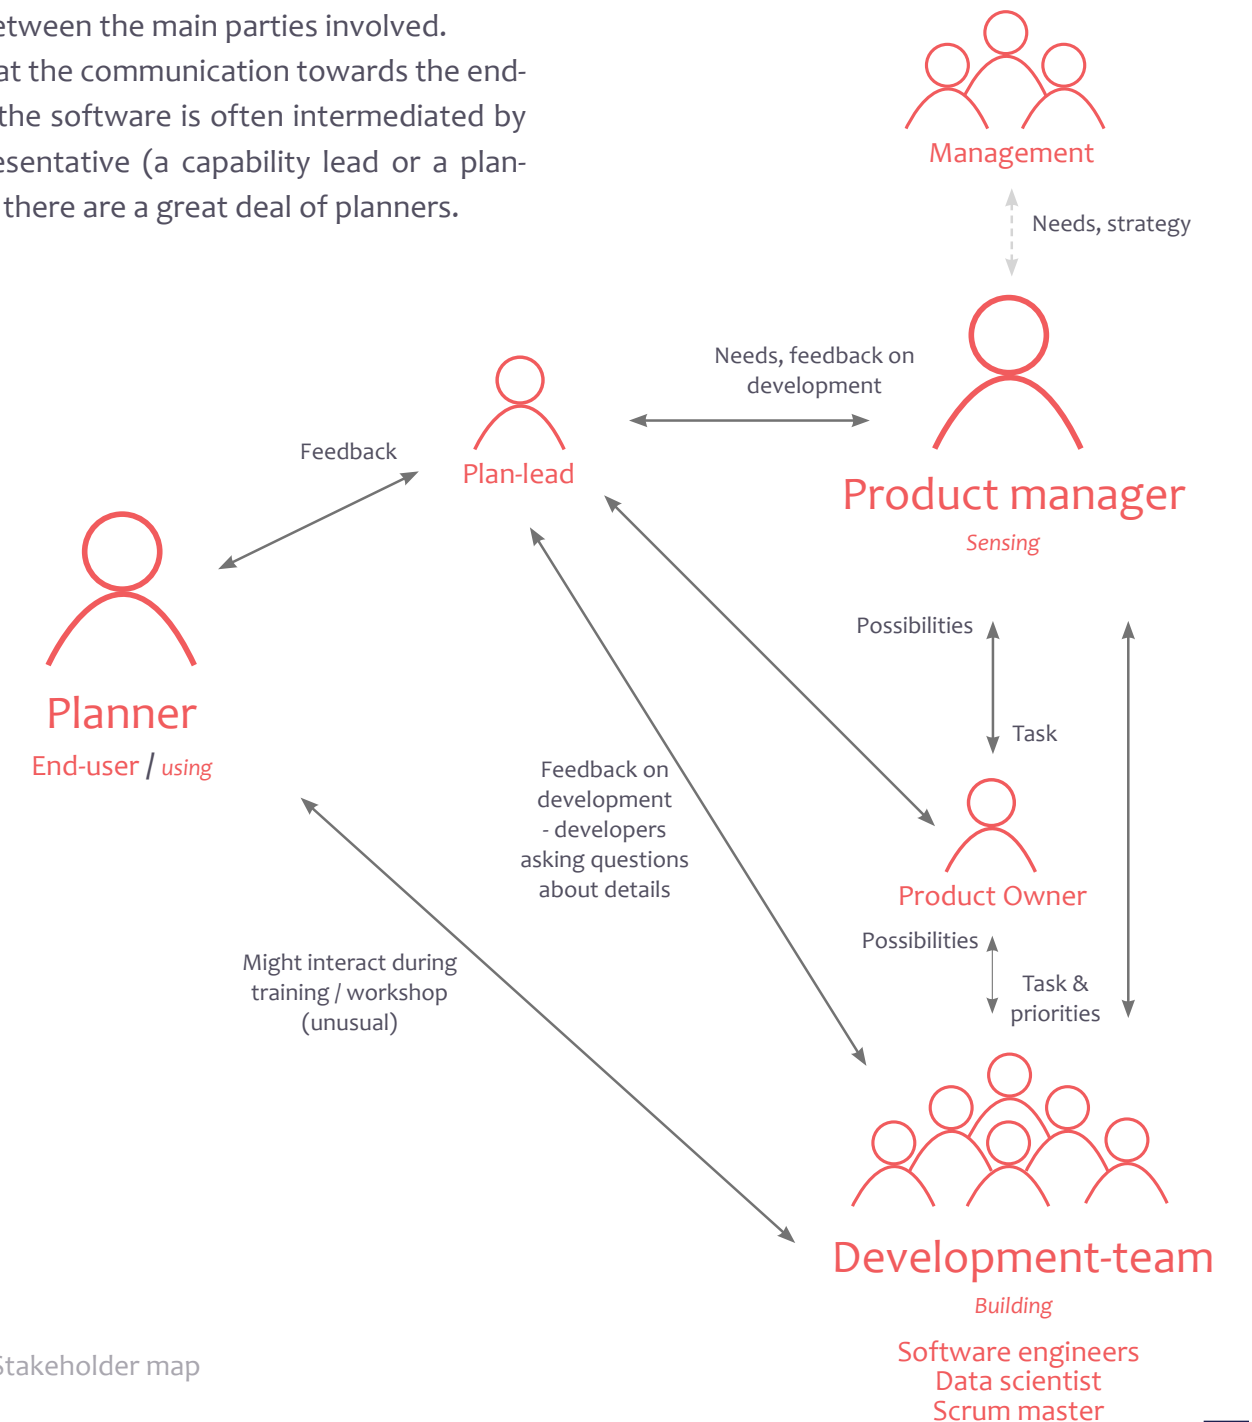 etween the main parties involved.
at the communication towards the end-
the software is often intermediated by
esentative (a capability lead or a plan-
there are a great deal of planners.
Management
Needs, strategy
Needs, feedback on
development
Feedback
Plan-lead
Product manager
Sensing
Possibilities
Planner
End-user / using
Task
Feedback on
development
- developers
asking questions
about details
Product Owner
Possibilities
Might interact during
training / workshop
(unusual)
Task &
priorities
Development-team
Building
Software engineers
Data scientist
Scrum master
Stakeholder map